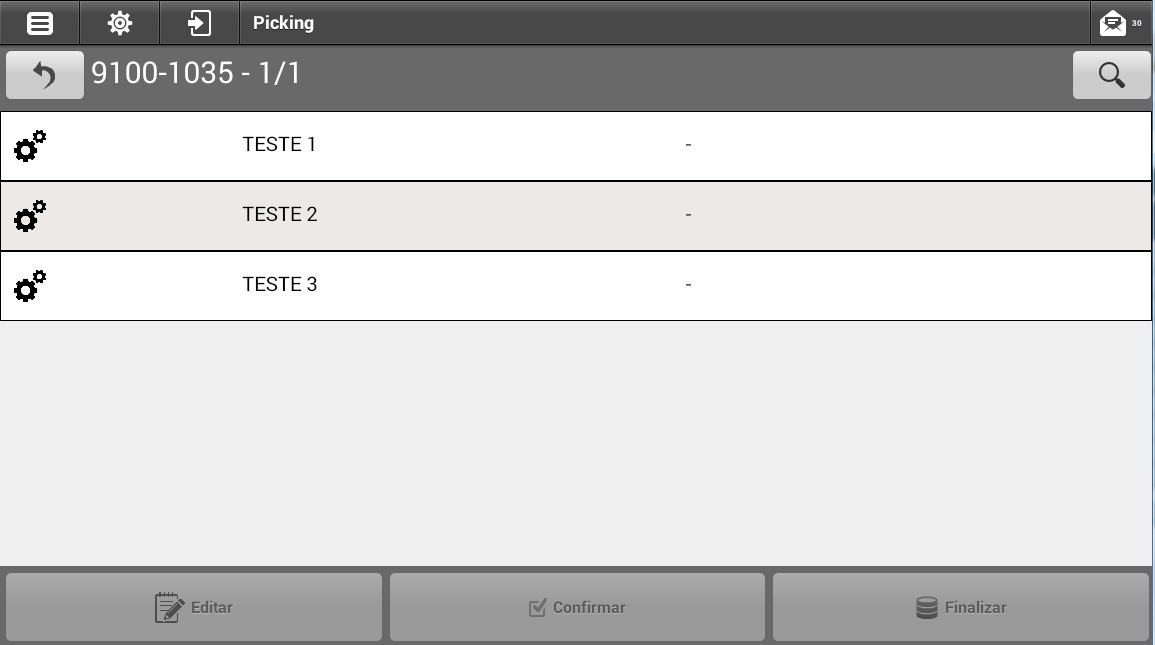 Picking
30
9100-1035 - 1/1
TESTE 1 -
TESTE 2 -
TESTE 3 -
Editar Confirmar Finalizar